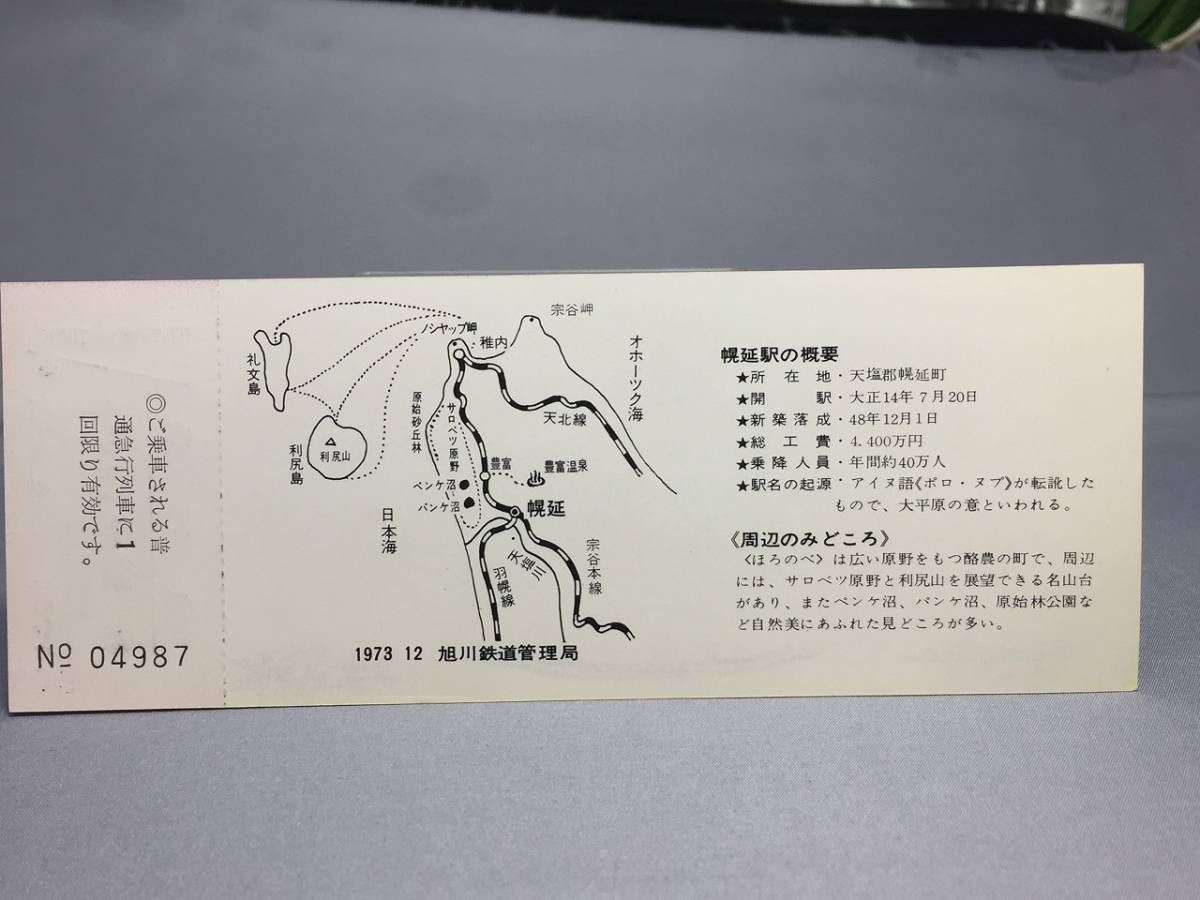 ◎ご乗車される普
通急行列車に1
回限り有効です。
№ 04987
宗谷岬
ノシヤップ岬
稚内
オホーツク海
礼文島
利尻山
利尻島
原始砂丘林
サロベツ原野
天北線
豊富
豊富温泉
ペンケ沼
パンケ沼
幌延
日本海
天塩川
羽幌線
宗谷本線
1973 12 旭川鉄道管理局
幌延駅の概要
★所在地・天塩郡幌延町
★開駅・大正14年7月20日
★新築落成・48年12月1日
★総工費・4.400万円
★乗降人員・年間約40万人
★駅名の起源・アイヌ語《ポロ・ヌプ》が転訛した
もので、大平原の意といわれる。
《周辺のみどころ》
〈ほろのべ〉は広い原野をもつ酪農の町で、周辺
には、サロベツ原野と利尻山を展望できる名山台
があり、またペンケ沼、パンケ沼、原始林公園な
ど自然美にあふれた見どころが多い。